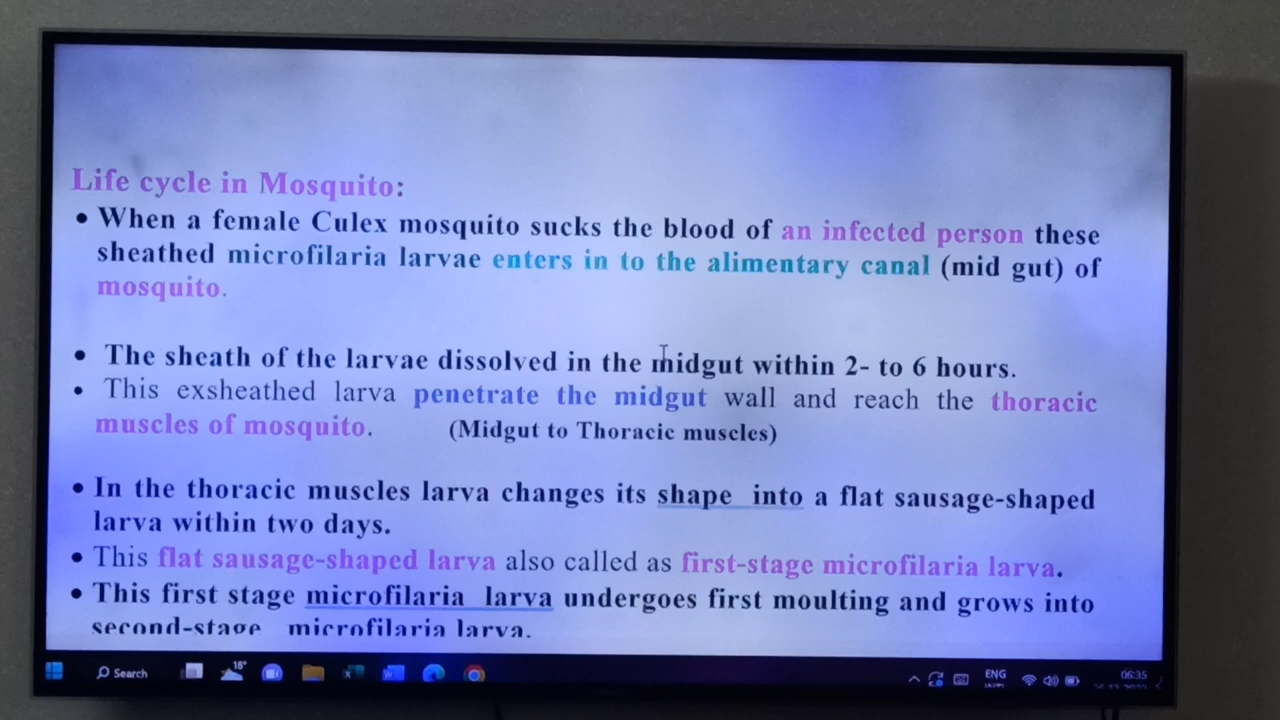 Life cycle in Mosquito:
• When a female Culex mosquito sucks the blood of an infected person these
sheathed microfilaria larvae enters in to the alimentary canal (mid gut) of
mosquito.
• The sheath of the larvae dissolved in the midgut within 2- to 6 hours.
• This exsheathed larva penetrate the midgut wall and reach the thoracic
muscles of mosquito. (Midgut to Thoracic muscles)
• In the thoracic muscles larva changes its shape into a flat sausage-shaped
larva within two days.
• This flat sausage-shaped larva also called as first-stage microfilaria larva.
• This first stage microfilaria larva undergoes first moulting and grows into
second-stage microfilaria larva.
Search 18° ENG 06:35